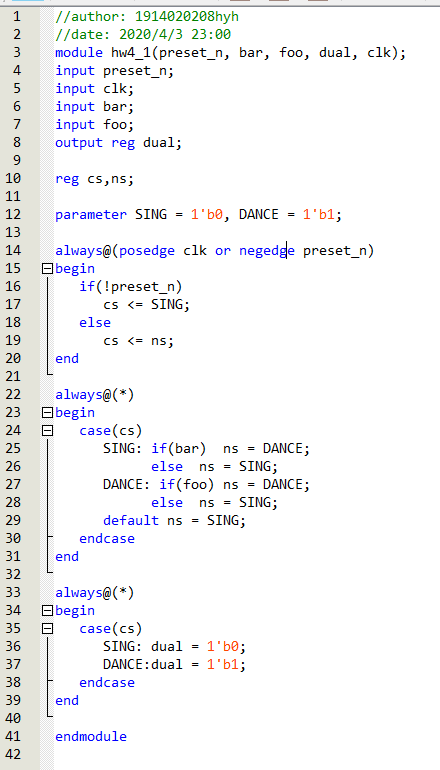 1 //author: 1914020208hyh
2 //date: 2020/4/3 23:00
3 module hw4_1(preset_n, bar, foo, dual, clk);
4 input preset_n;
5 input clk;
6 input bar;
7 input foo;
8 output reg dual;
9
10 reg cs,ns;
11
12 parameter SING = 1'b0, DANCE = 1'b1;
13
14 always@(posedge clk or negedge preset_n)
15 begin
16 if(!preset_n)
17 cs <= SING;
18 else
19 cs <= ns;
20 end
21
22 always@(*)
23 begin
24 case(cs)
25 SING: if(bar) ns = DANCE;
26 else ns = SING;
27 DANCE: if(foo) ns = DANCE;
28 else ns = SING;
29 default ns = SING;
30 endcase
31 end
32
33 always@(*)
34 begin
35 case(cs)
36 SING: dual = 1'b0;
37 DANCE:dual = 1'b1;
38 endcase
39 end
40
41 endmodule
42